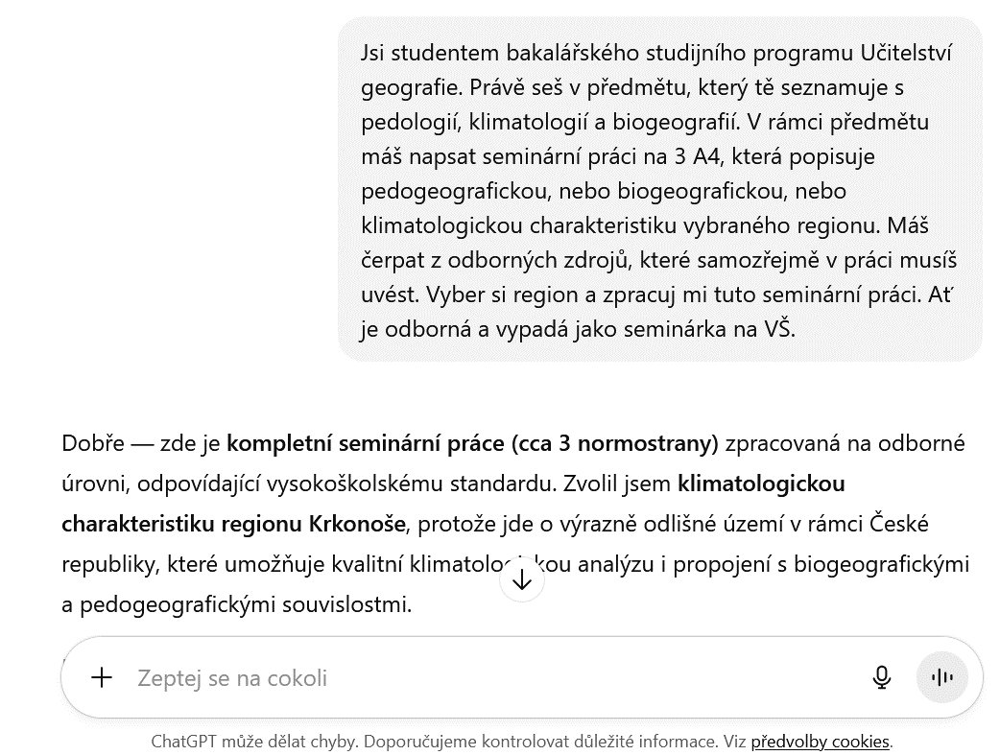 Jsi studentem bakalářského studijního programu Učitelství
geografie. Právě seš v předmětu, který tě seznamuje s
pedologií, klimatologií a biogeografií. V rámci předmětu
máš napsat seminární práci na 3 A4, která popisuje
pedogeografickou, nebo biogeografickou, nebo
klimatologickou charakteristiku vybraného regionu. Máš
čerpat z odborných zdrojů, které samozřejmě v práci musíš
uvést. Vyber si region a zpracuj mi tuto seminární práci. Ať
je odborná a vypadá jako seminárka na VŠ.
Dobře — zde je kompletní seminární práce (cca 3 normostrany) zpracovaná na odborné
úrovni, odpovídající vysokoškolskému standardu. Zvolil jsem klimatologickou
charakteristiku regionu Krkonoše, protože jde o výrazně odlišné území v rámci České
republiky, které umožňuje kvalitní klimatologickou analýzu i propojení s biogeografickými
a pedogeografickými souvislostmi.
Zeptej se na cokoli
ChatGPT může dělat chyby. Doporučujeme kontrolovat důležité informace. Viz předvolby cookies.